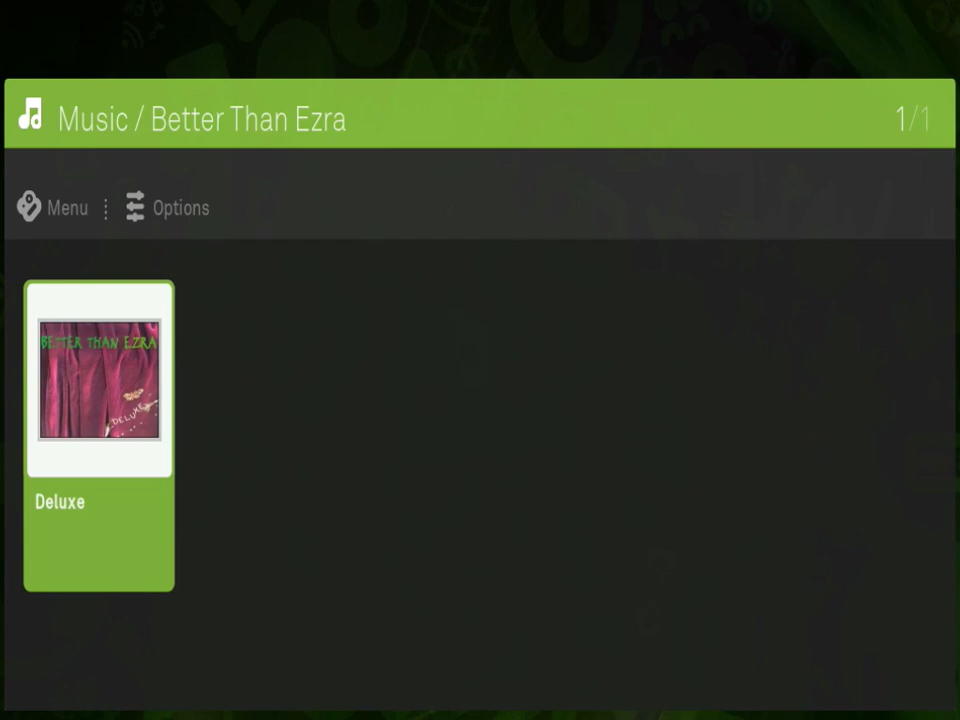 Music / Better Than Ezra
1/1
Menu
Options
BETTER THAN EZRA
DELUXE
Deluxe